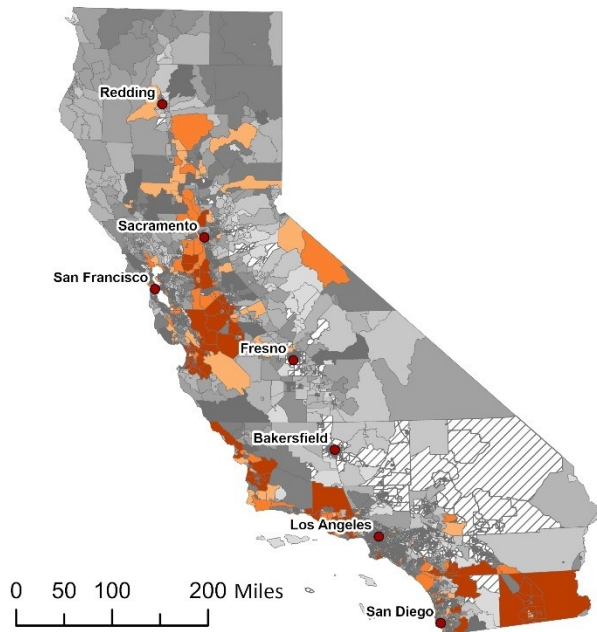 Redding
Sacramento
San Francisco
Fresno
Bakersfield
Los Angeles
San Diego
0 50 100 200 Miles